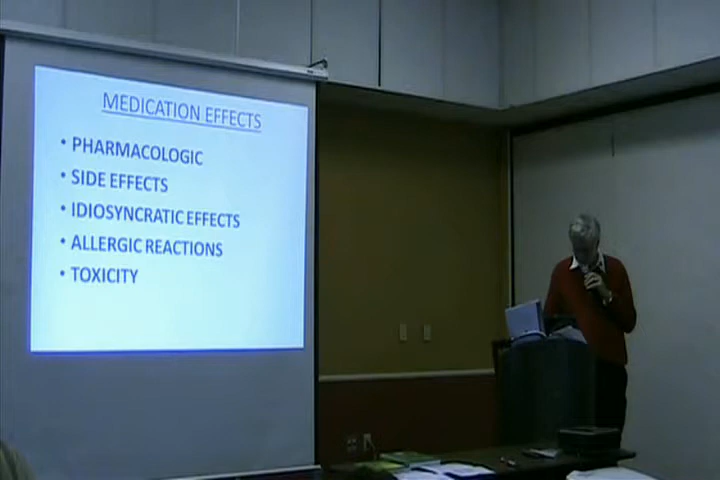 MEDICATION EFFECTS
• PHARMACOLOGIC
• SIDE EFFECTS
• IDIOSYNCRATIC EFFECTS
• ALLERGIC REACTIONS
• TOXICITY